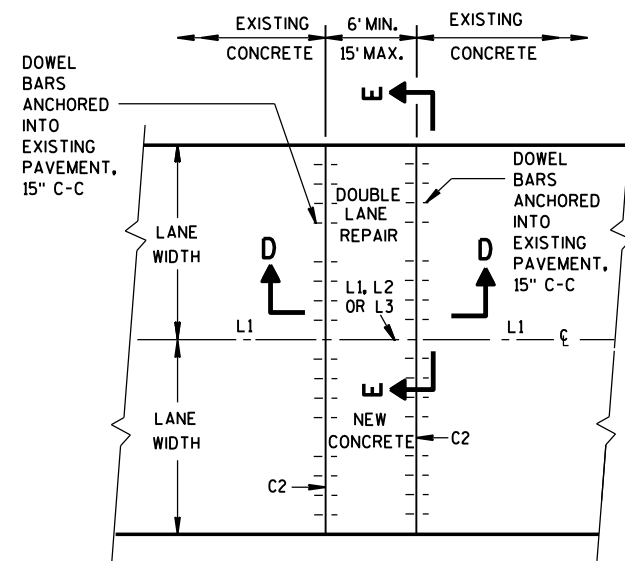 EXISTING
CONCRETE
6' MIN.
15' MAX.
EXISTING
CONCRETE
DOWEL
BARS
ANCHORED
INTO
EXISTING
PAVEMENT,
15" C-C
E
DOWEL
BARS
ANCHORED
INTO
EXISTING
PAVEMENT,
15" C-C
DOUBLE
LANE
REPAIR
LANE
WIDTH
D
D
L1, L2
OR L3
L1
L1
℄
E
LANE
WIDTH
NEW
CONCRETE
C2
C2